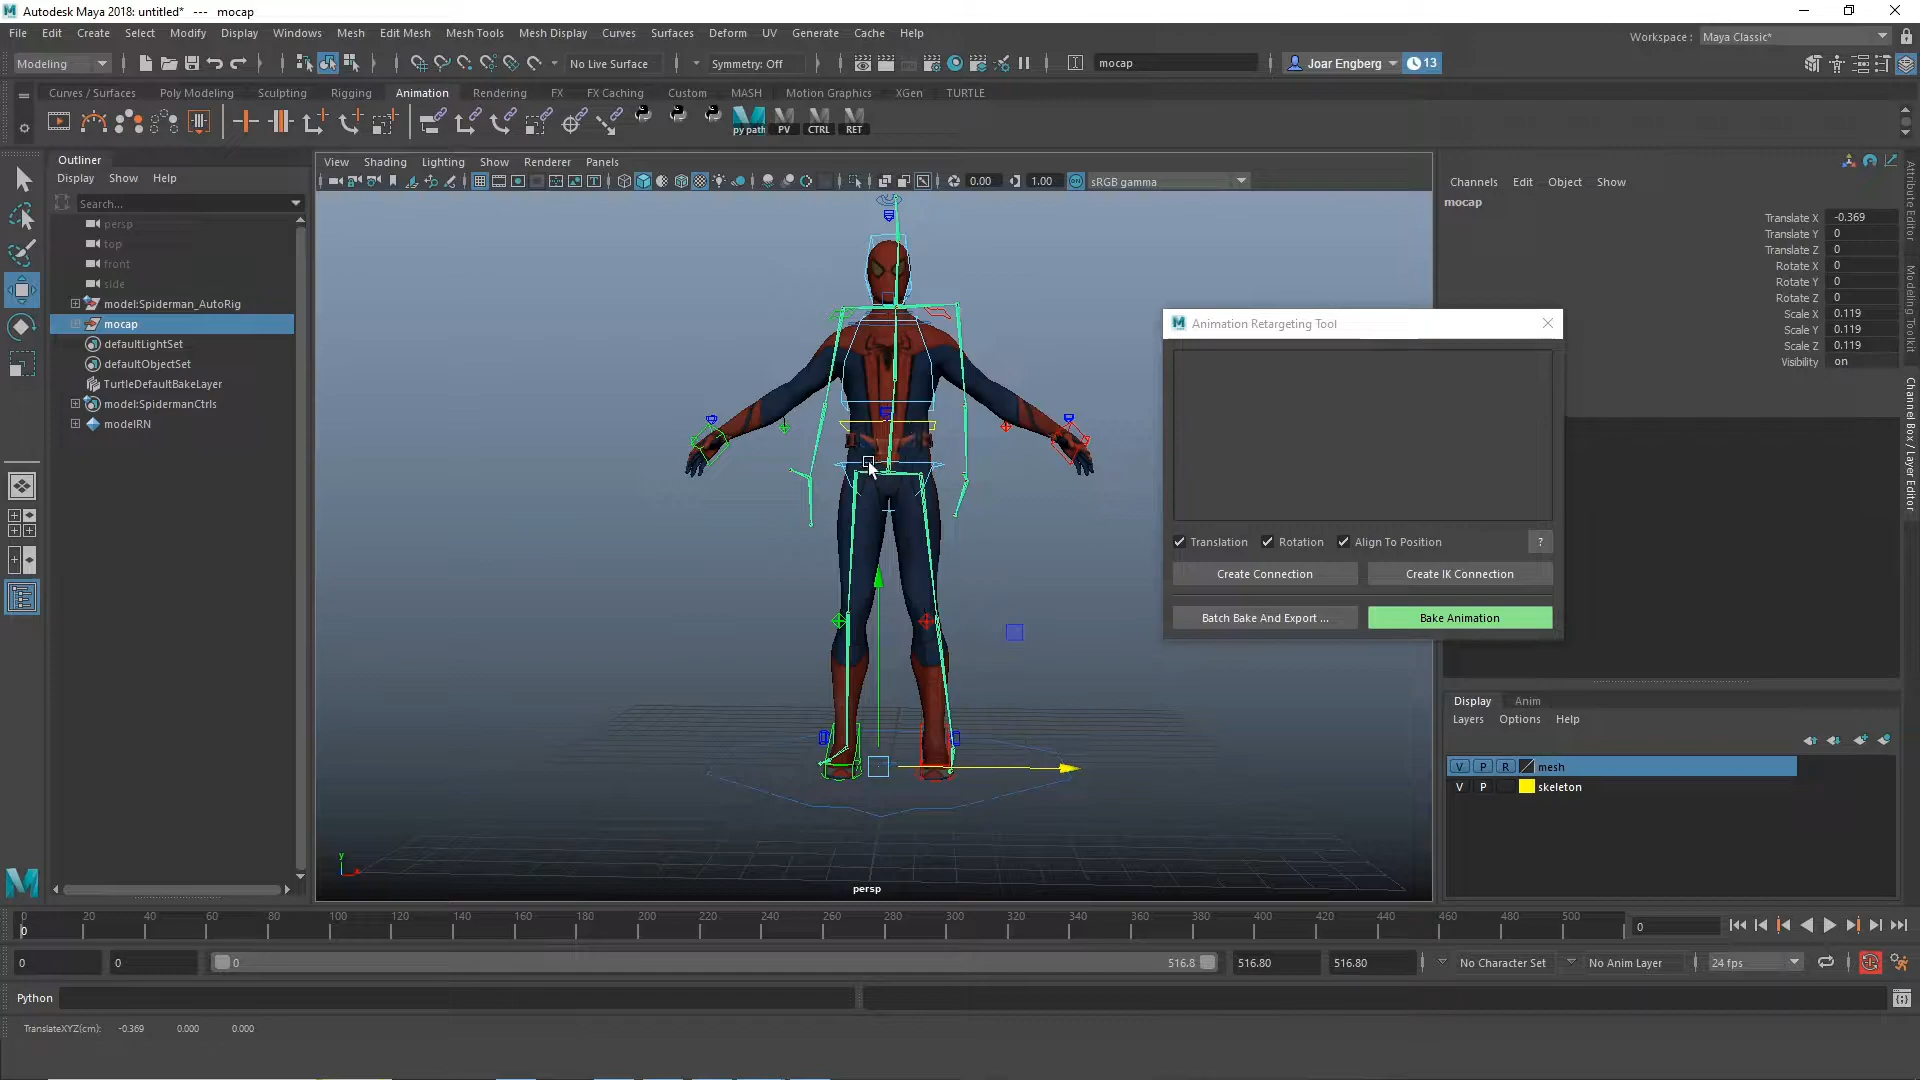 Autodesk Maya 2018: untitled* --- mocap
File Edit Create Select Modify Display Windows Mesh Edit Mesh Mesh Tools Mesh Display Curves Surfaces Deform UV Generate Cache Help
Workspace : Maya Classic*
Modeling No Live Surface Symmetry: Off mocap Joar Engberg 13
Curves / Surfaces Poly Modeling Sculpting Rigging Animation Rendering FX FX Caching Custom MASH Motion Graphics XGen TURTLE
py path PV CTRL RET
Outliner
Display Show Help
Search...
persp
top
front
side
model:Spiderman_AutoRig
mocap
defaultLightSet
defaultObjectSet
TurtleDefaultBakeLayer
model:SpidermanCtrls
modelRN
View Shading Lighting Show Renderer Panels
0.00 1.00 sRGB gamma
persp
y
Animation Retargeting Tool
Translation Rotation Align To Position ?
Create Connection Create IK Connection
Batch Bake And Export ... Bake Animation
Channels Edit Object Show
mocap
Translate X -0.369
Translate Y 0
Translate Z 0
Rotate X 0
Rotate Y 0
Rotate Z 0
Scale X 0.119
Scale Y 0.119
Scale Z 0.119
Visibility on
Attribute Editor
Modeling Toolkit
Channel Box / Layer Editor
Display Anim
Layers Options Help
V P R mesh
V P skeleton
0 20 40 60 80 100 120 140 160 180 200 220 240 260 280 300 320 340 360 380 400 420 440 460 480 500
0 0
0 0 0 516.8 516.80 516.80 No Character Set No Anim Layer 24 fps
Python
TranslateXYZ(cm): -0.369 0.000 0.000